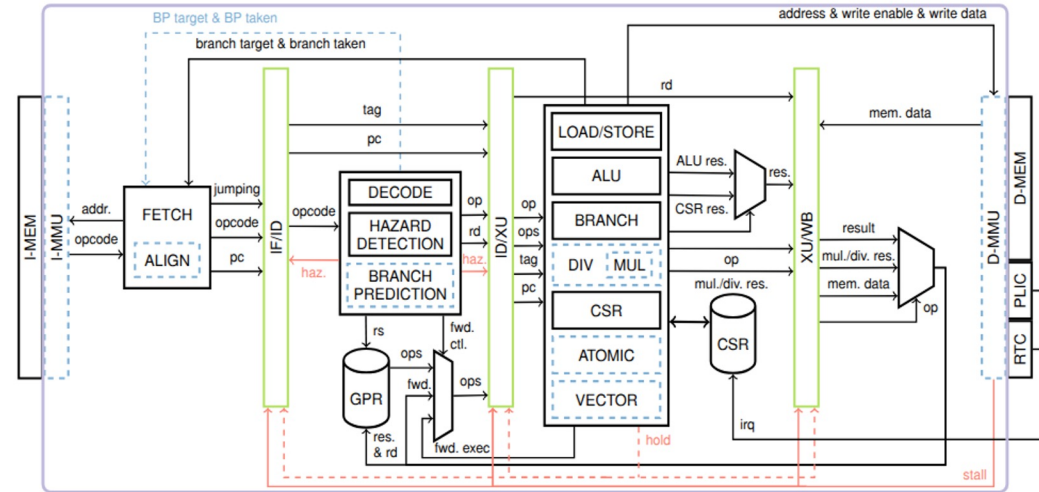 BP target & BP taken
address & write enable & write data
branch target & branch taken
I-MEM
I-MMU
addr.
opcode
FETCH
ALIGN
jumping
opcode
pc
IF/ID
tag
pc
opcode
haz.
DECODE
HAZARD
DETECTION
BRANCH
PREDICTION
op
rd
haz.
rs
fwd.
ctl.
GPR
ops
fwd.
ops
res.
& rd
fwd. exec
ID/XU
op
ops
tag
pc
LOAD/STORE
ALU
BRANCH
DIV
MUL
CSR
ATOMIC
VECTOR
hold
rd
ALU res.
CSR res.
res.
op
mul./div. res.
CSR
irq
XU/WB
mem. data
result
mul./div. res.
mem. data
op
stall
D-MMU
D-MEM
PLIC
RTC